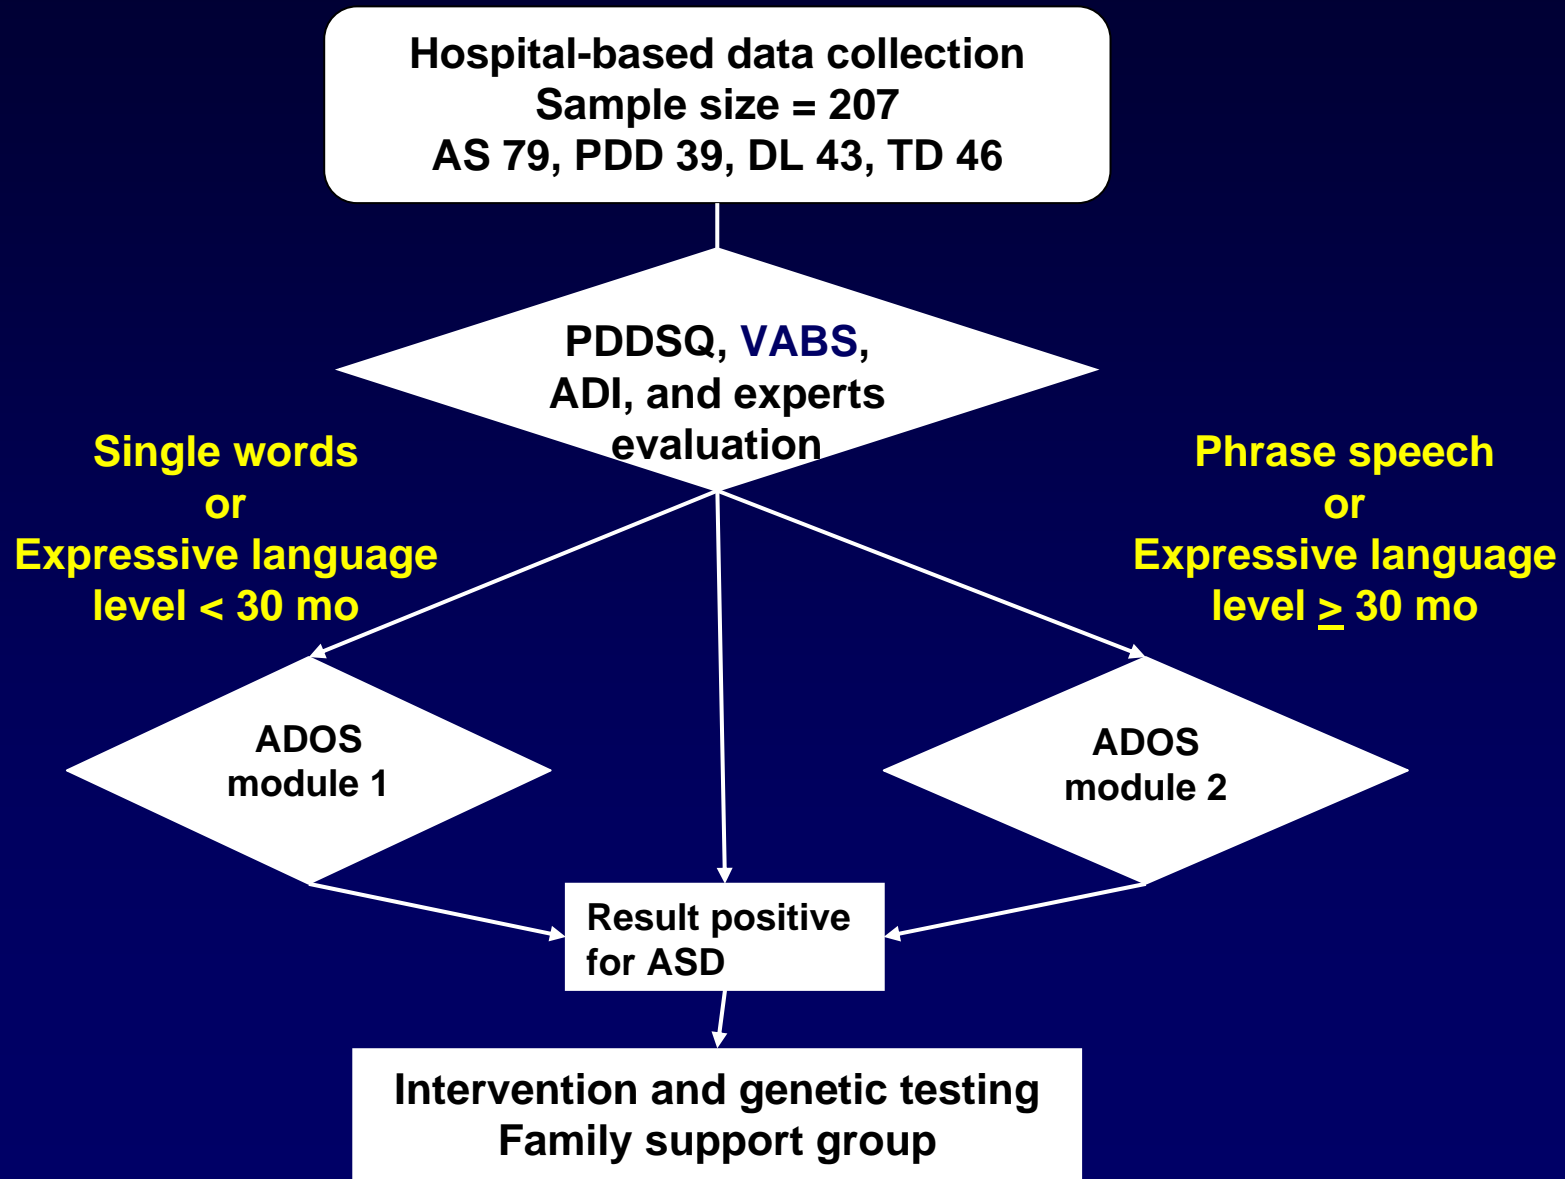 Hospital-based data collection
Sample size = 207
AS 79, PDD 39, DL 43, TD 46
PDDSQ, VABS,
ADI, and experts
evaluation
Single words
or
Expressive language
level < 30 mo
Phrase speech
or
Expressive language
level ≥ 30 mo
ADOS
module 1
ADOS
module 2
Result positive
for ASD
Intervention and genetic testing
Family support group